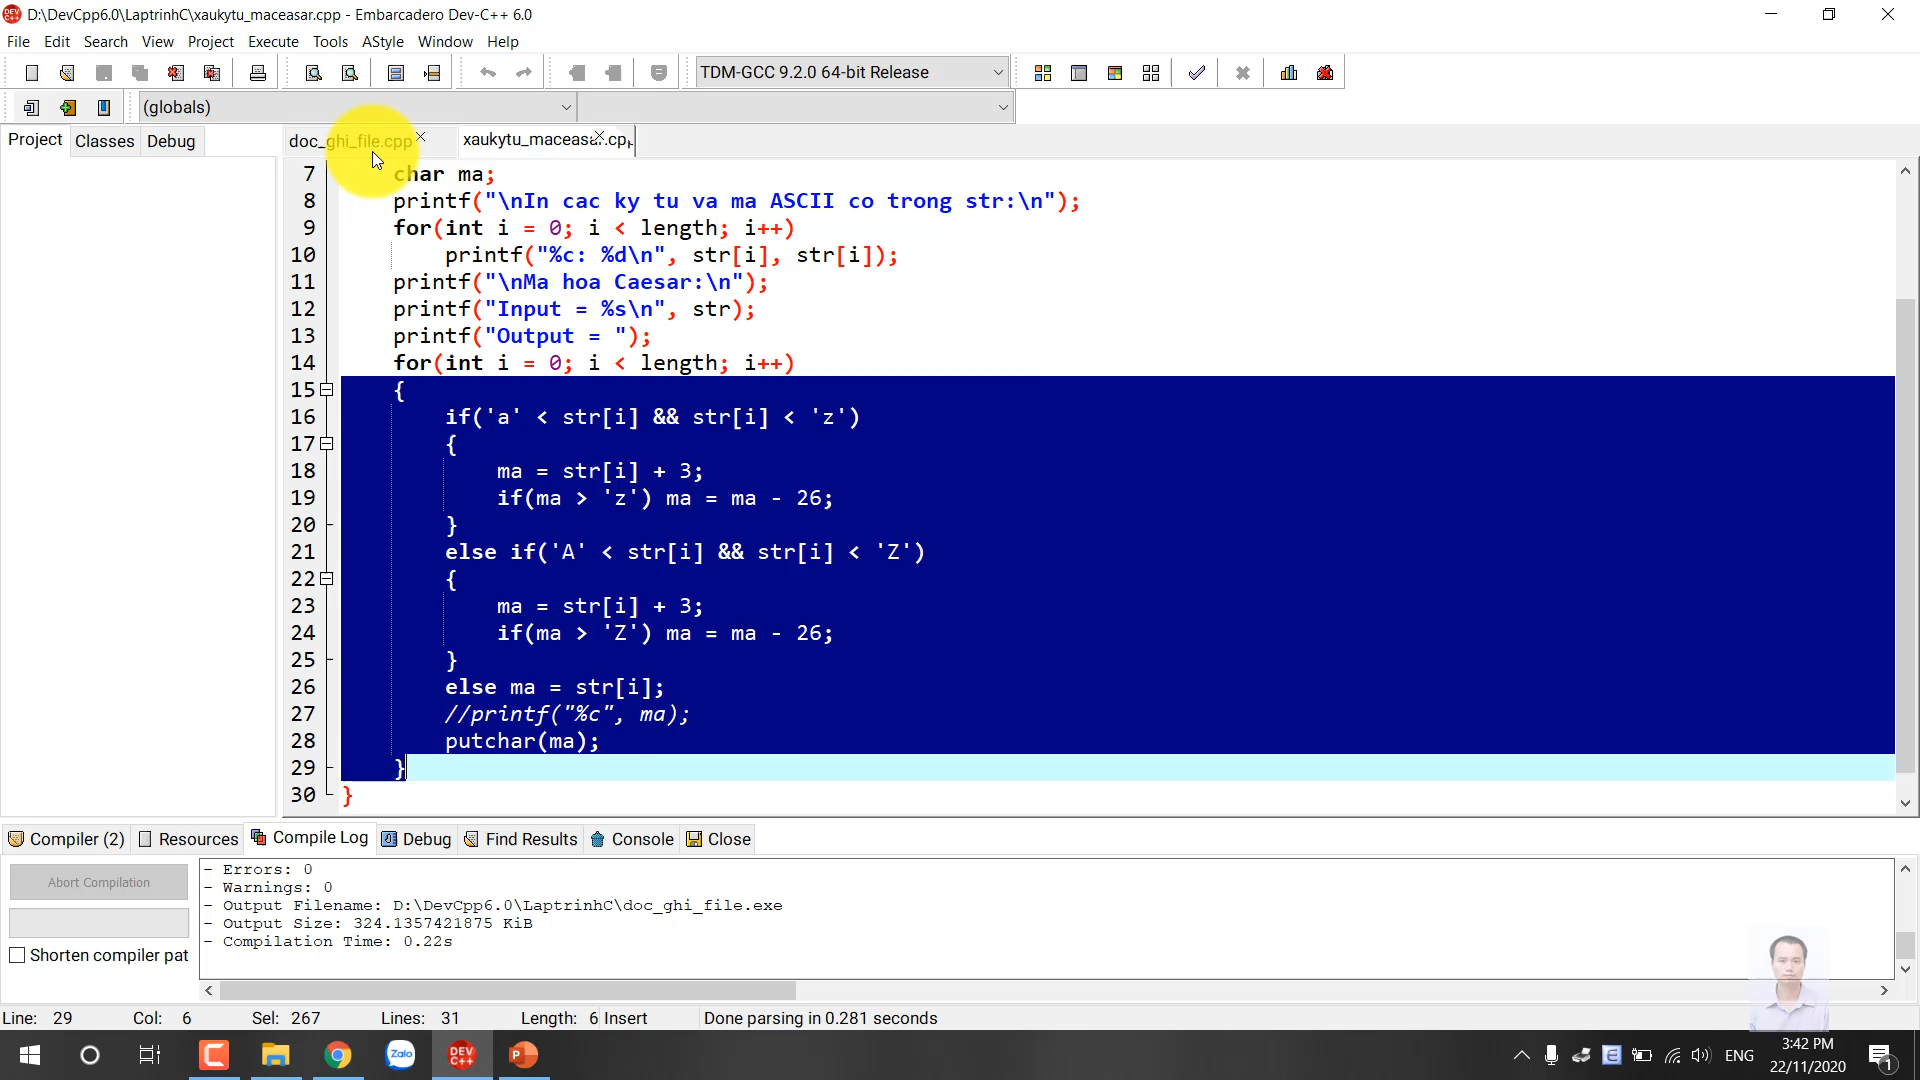 D:\DevCpp6.0\LaptrinhC\xaukytu_maceasar.cpp - Embarcadero Dev-C++ 6.0
File Edit Search View Project Execute Tools AStyle Window Help
TDM-GCC 9.2.0 64-bit Release
(globals)
Project Classes Debug
doc_ghi_file.cpp xaukytu_maceasar.cpp
7 char ma;
8 printf("\nIn cac ky tu va ma ASCII co trong str:\n");
9 for(int i = 0; i < length; i++)
10 printf("%c: %d\n", str[i], str[i]);
11 printf("\nMa hoa Caesar:\n");
12 printf("Input = %s\n", str);
13 printf("Output = ");
14 for(int i = 0; i < length; i++)
15 {
16 if('a' < str[i] && str[i] < 'z')
17 {
18 ma = str[i] + 3;
19 if(ma > 'z') ma = ma - 26;
20 }
21 else if('A' < str[i] && str[i] < 'Z')
22 {
23 ma = str[i] + 3;
24 if(ma > 'Z') ma = ma - 26;
25 }
26 else ma = str[i];
27 //printf("%c", ma);
28 putchar(ma);
29 }
30 }
Compiler (2) Resources Compile Log Debug Find Results Console Close
Abort Compilation
Shorten compiler pat
- Errors: 0
- Warnings: 0
- Output Filename: D:\DevCpp6.0\LaptrinhC\doc_ghi_file.exe
- Output Size: 324.1357421875 KiB
- Compilation Time: 0.22s
Line: 29 Col: 6 Sel: 267 Lines: 31 Length: 6 Insert Done parsing in 0.281 seconds
Zalo
DEV C++
P
ENG
3:42 PM
22/11/2020
1